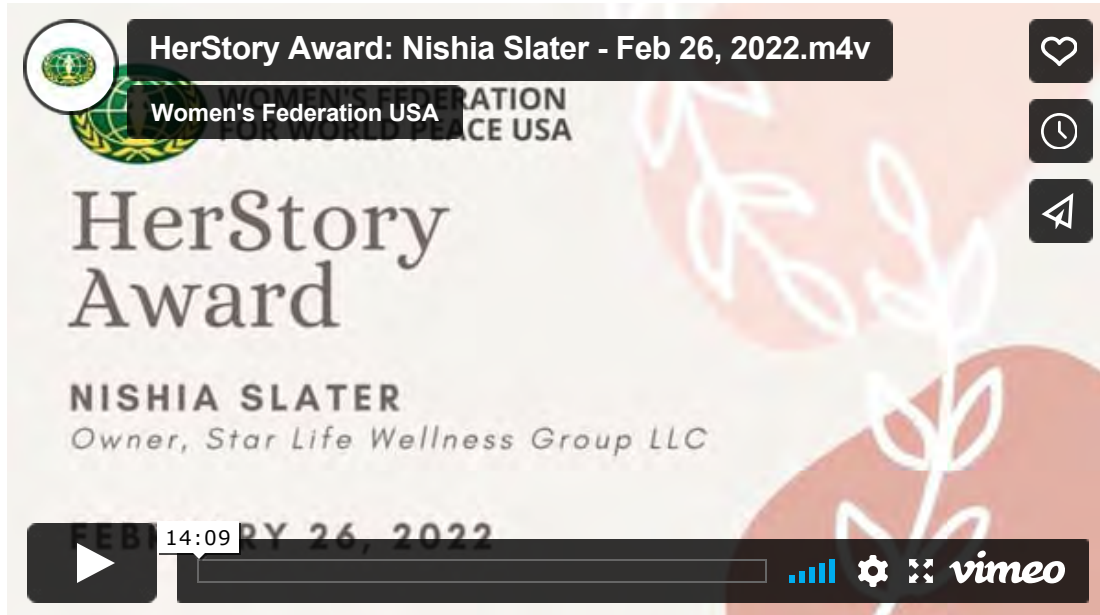 HerStory Award: Nishia Slater - Feb 26, 2022.m4v
Women's Federation USA
WOMEN'S FEDERATION
FOR WORLD PEACE USA
HerStory
Award
NISHIA SLATER
Owner, Star Life Wellness Group LLC
FEBRUARY 26, 2022
14:09
vimeo